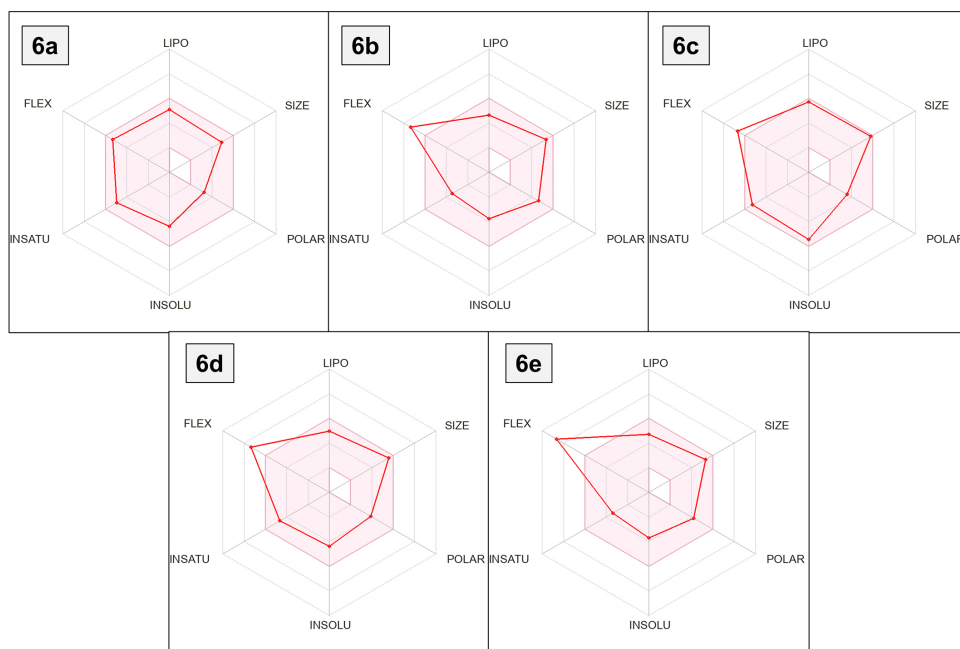 6a
LIPO
FLEX
SIZE
INSATU
POLAR
INSOLU
6b
LIPO
FLEX
SIZE
INSATU
POLAR
INSOLU
6c
LIPO
FLEX
SIZE
INSATU
POLAR
INSOLU
6d
LIPO
FLEX
SIZE
INSATU
POLAR
INSOLU
6e
LIPO
FLEX
SIZE
INSATU
POLAR
INSOLU